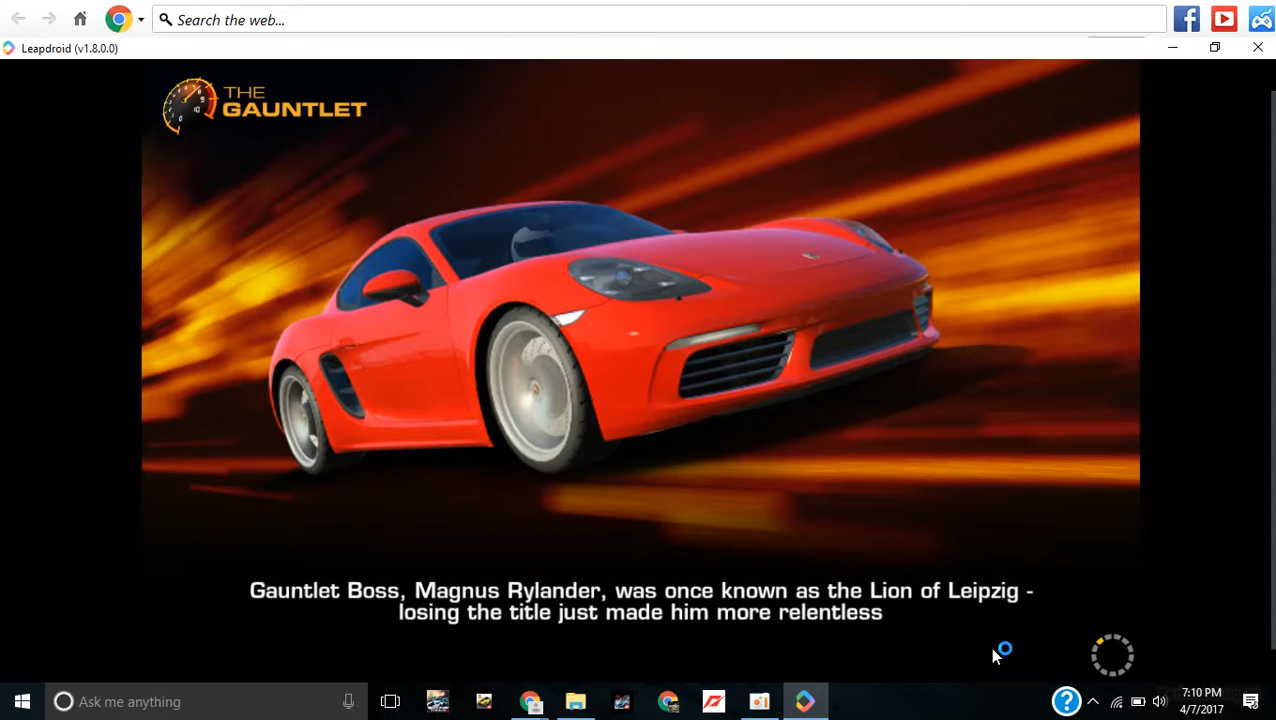 Search the web...
Leapdroid (v1.8.0.0)
THE
GAUNTLET
Gauntlet Boss, Magnus Rylander, was once known as the Lion of Leipzig -
losing the title just made him more relentless
Ask me anything
7:10 PM
4/7/2017